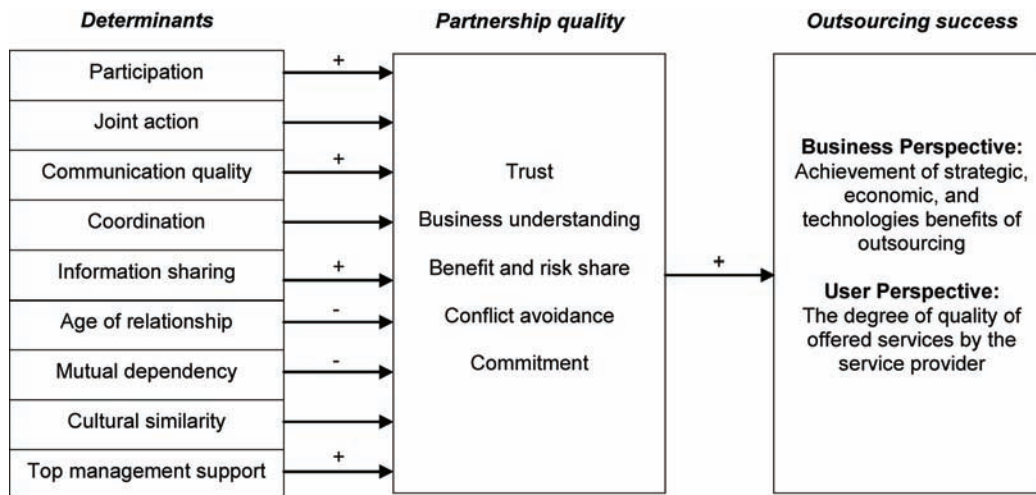 Determinants
Partnership quality
Outsourcing success
Participation
+
Joint action
Communication quality
+
Coordination
Information sharing
+
Age of relationship
-
Mutual dependency
-
Cultural similarity
Top management support
+
Trust
Business understanding
Benefit and risk share
Conflict avoidance
Commitment
+
Business Perspective:
Achievement of strategic,
economic, and
technologies benefits of
outsourcing
User Perspective:
The degree of quality of
offered services by the
service provider